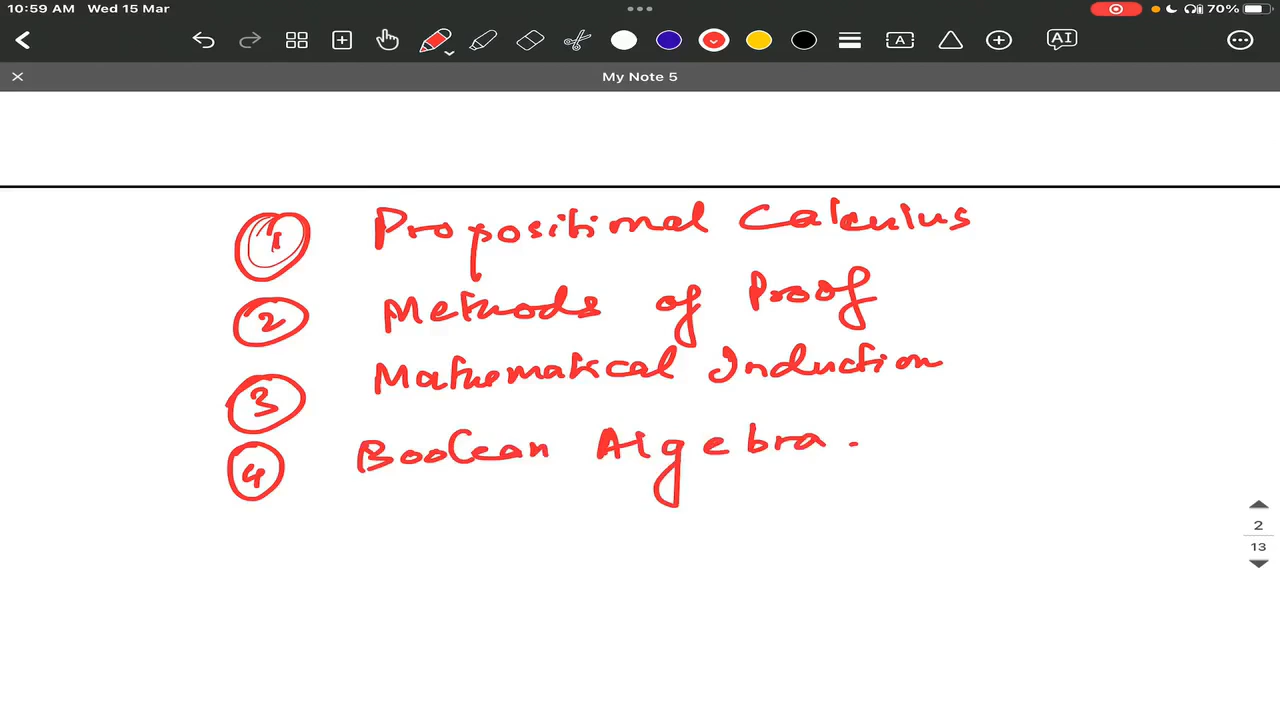 10:59 AM Wed 15 Mar
70%
A
AI
My Note 5
1 Propositional Calculus
2 Methods of Proof
3 Mathematical Induction
4 Boolean Algebra.
2
13